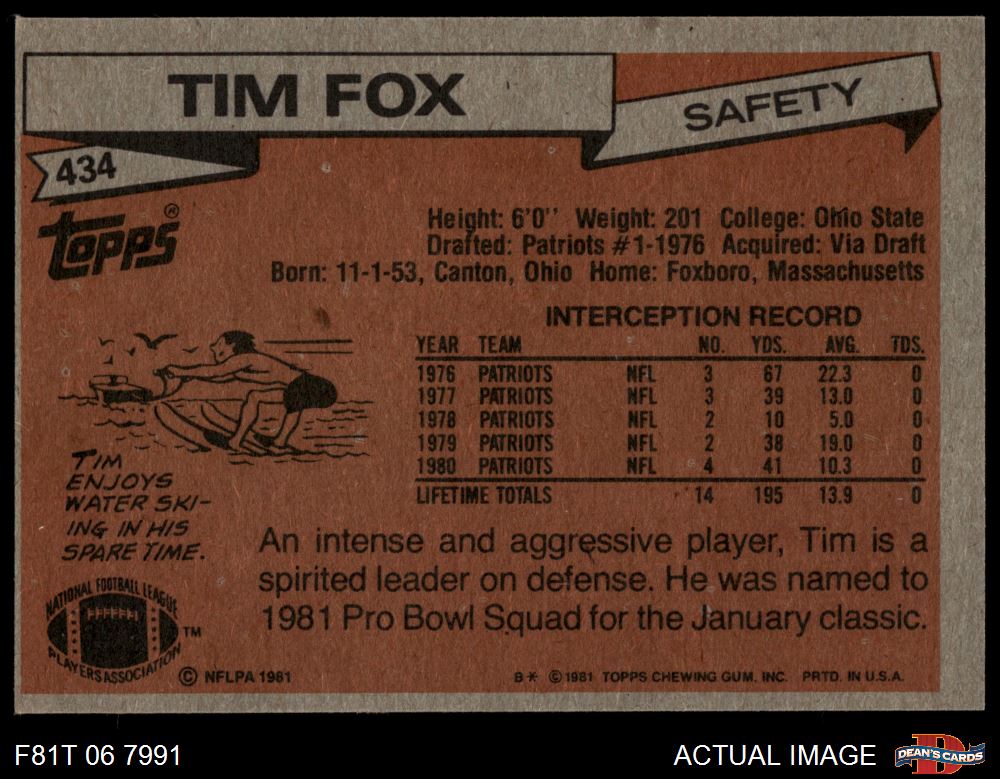 TIM FOX
SAFETY
434
Topps®
Height: 6'0'' Weight: 201 College: Ohio State
Drafted: Patriots #1-1976 Acquired: Via Draft
Born: 11-1-53, Canton, Ohio Home: Foxboro, Massachusetts
INTERCEPTION RECORD
YEAR TEAM NO. YDS. AVG. TDS.
1976 PATRIOTS NFL 3 67 22.3 0
1977 PATRIOTS NFL 3 39 13.0 0
1978 PATRIOTS NFL 2 10 5.0 0
1979 PATRIOTS NFL 2 38 19.0 0
1980 PATRIOTS NFL 4 41 10.3 0
LIFETIME TOTALS 14 195 13.9 0
TIM
ENJOYS
WATER SKI-
ING IN HIS
SPARE TIME.
An intense and aggressive player, Tim is a
spirited leader on defense. He was named to
1981 Pro Bowl Squad for the January classic.
NATIONAL FOOTBALL LEAGUE
PLAYERS ASSOCIATION
TM
© NFLPA 1981
B* © 1981 TOPPS CHEWING GUM, INC. PRTD. IN U.S.A.
F81T 06 7991
ACTUAL IMAGE
D
DEAN'S CARDS